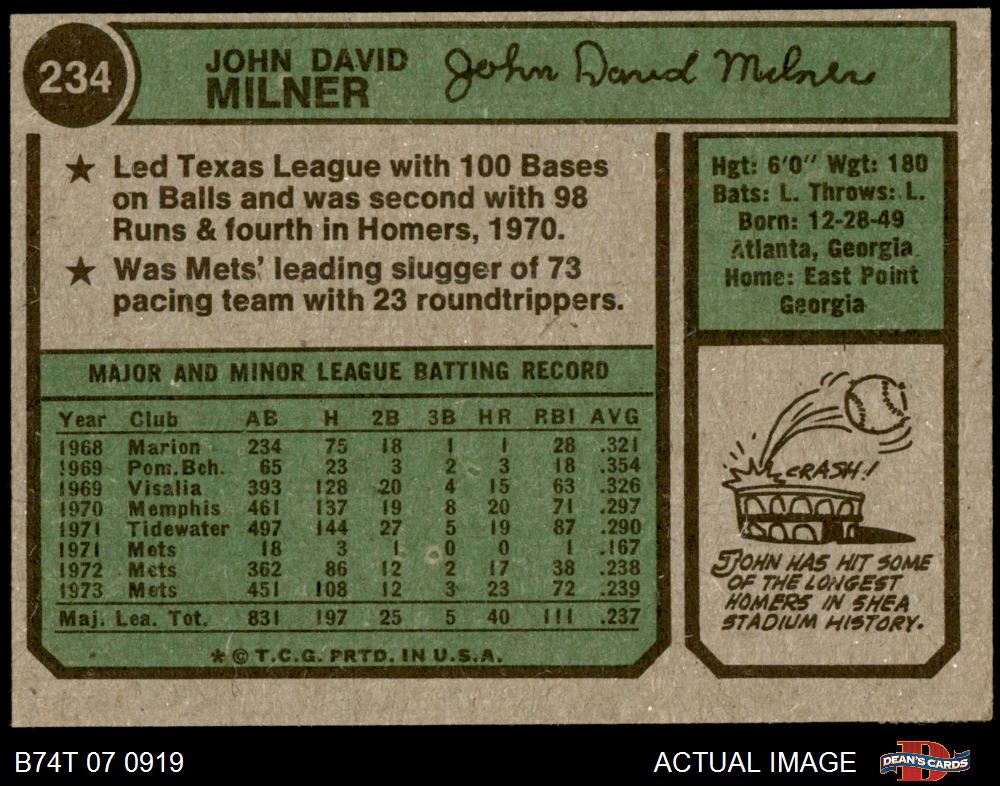 234
JOHN DAVID
MILNER
John David Milner
★ Led Texas League with 100 Bases
on Balls and was second with 98
Runs & fourth in Homers, 1970.
★ Was Mets' leading slugger of 73
pacing team with 23 roundtrippers.
Hgt: 6'0" Wgt: 180
Bats: L. Throws: L.
Born: 12-28-49
Atlanta, Georgia
Home: East Point
Georgia
MAJOR AND MINOR LEAGUE BATTING RECORD
Year Club AB H 2B 3B HR RBI AVG
1968 Marion 234 75 18 1 1 28 .321
1969 Pom. Bch. 65 23 3 2 3 18 .354
1969 Visalia 393 128 20 4 15 63 .326
1970 Memphis 461 137 19 8 20 71 .297
1971 Tidewater 497 144 27 5 19 87 .290
1971 Mets 18 3 1 0 0 1 .167
1972 Mets 362 86 12 2 17 38 .238
1973 Mets 451 108 12 3 23 72 .239
Maj. Lea. Tot. 831 197 25 5 40 111 .237
* © T.C.G. PRTD. IN U.S.A.
CRASH!
JOHN HAS HIT SOME
OF THE LONGEST
HOMERS IN SHEA
STADIUM HISTORY.
B74T 07 0919
ACTUAL IMAGE
DEAN'S CARDS